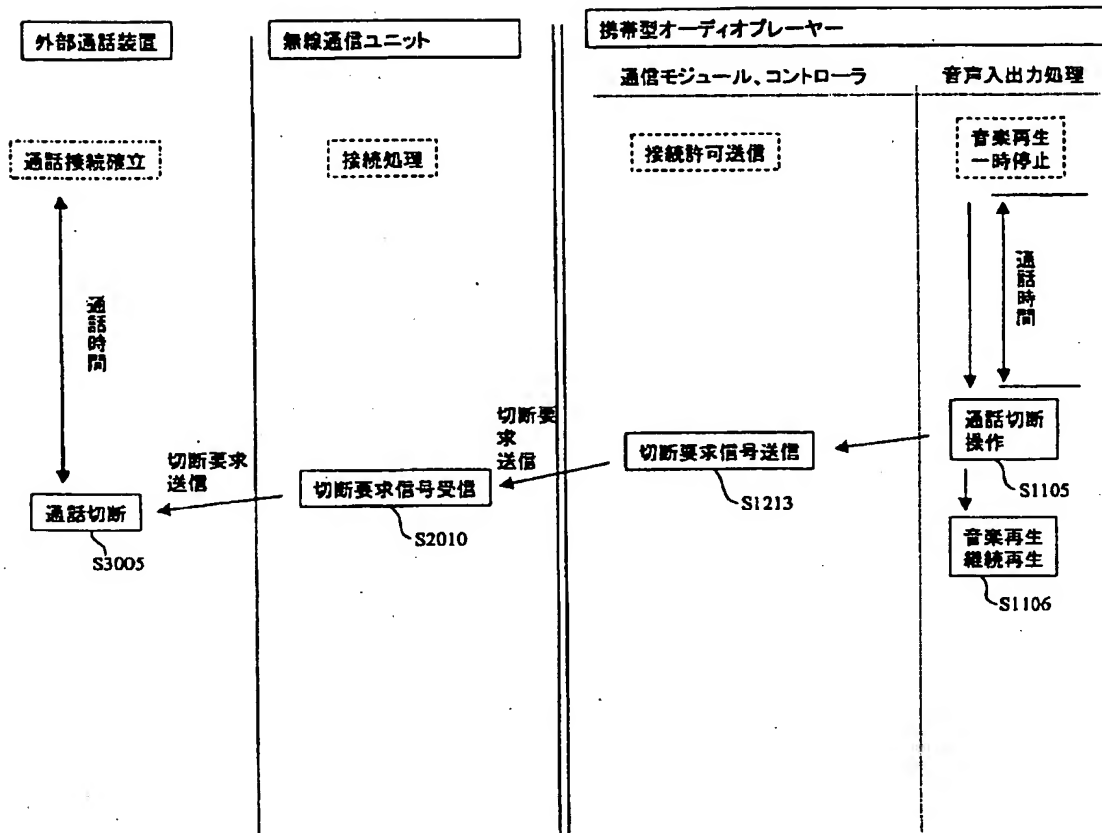 外部通話装置
無線通信ユニット
携帯型オーディオプレーヤー
通信モジュール、コントローラ
音声入出力処理
通話接続確立
接続処理
接続許可送信
音楽再生
一時停止
通話時間
通話時間
通話切断
操作
S1105
切断要求信号送信
S1213
切断要
求
送信
切断要求信号受信
S2010
切断要求
送信
通話切断
S3005
音楽再生
継続再生
S1106